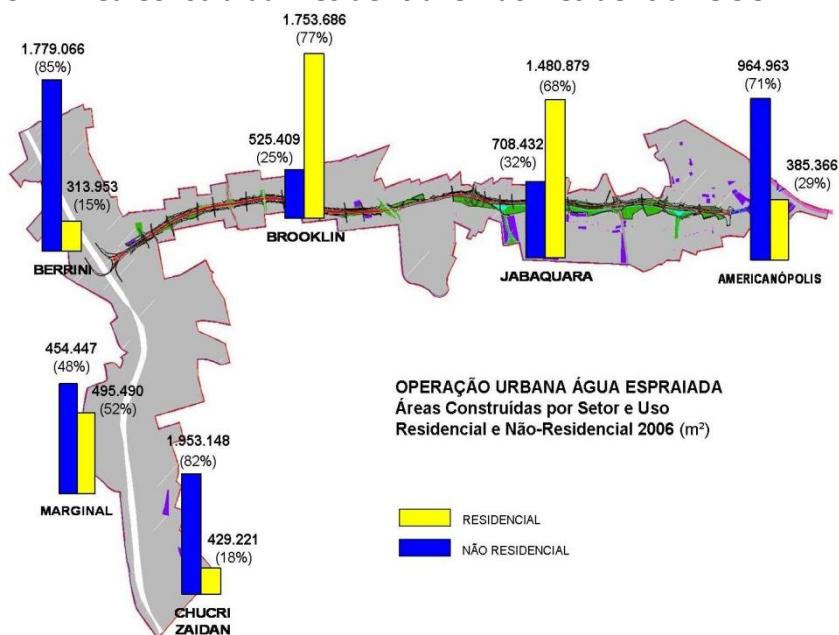 1.779.066
(85%)
313.953
(15%)
BERRINI
1.753.686
(77%)
525.409
(25%)
BROOKLIN
1.480.879
(68%)
708.432
(32%)
JABAQUARA
964.963
(71%)
385.366
(29%)
AMERICANÓPOLIS
454.447
(48%)
495.490
(52%)
MARGINAL
1.953.148
(82%)
429.221
(18%)
CHUCRI
ZAIDAN
OPERAÇÃO URBANA ÁGUA ESPRAIADA
Áreas Construídas por Setor e Uso
Residencial e Não-Residencial 2006 (m²)
RESIDENCIAL
NÃO RESIDENCIAL